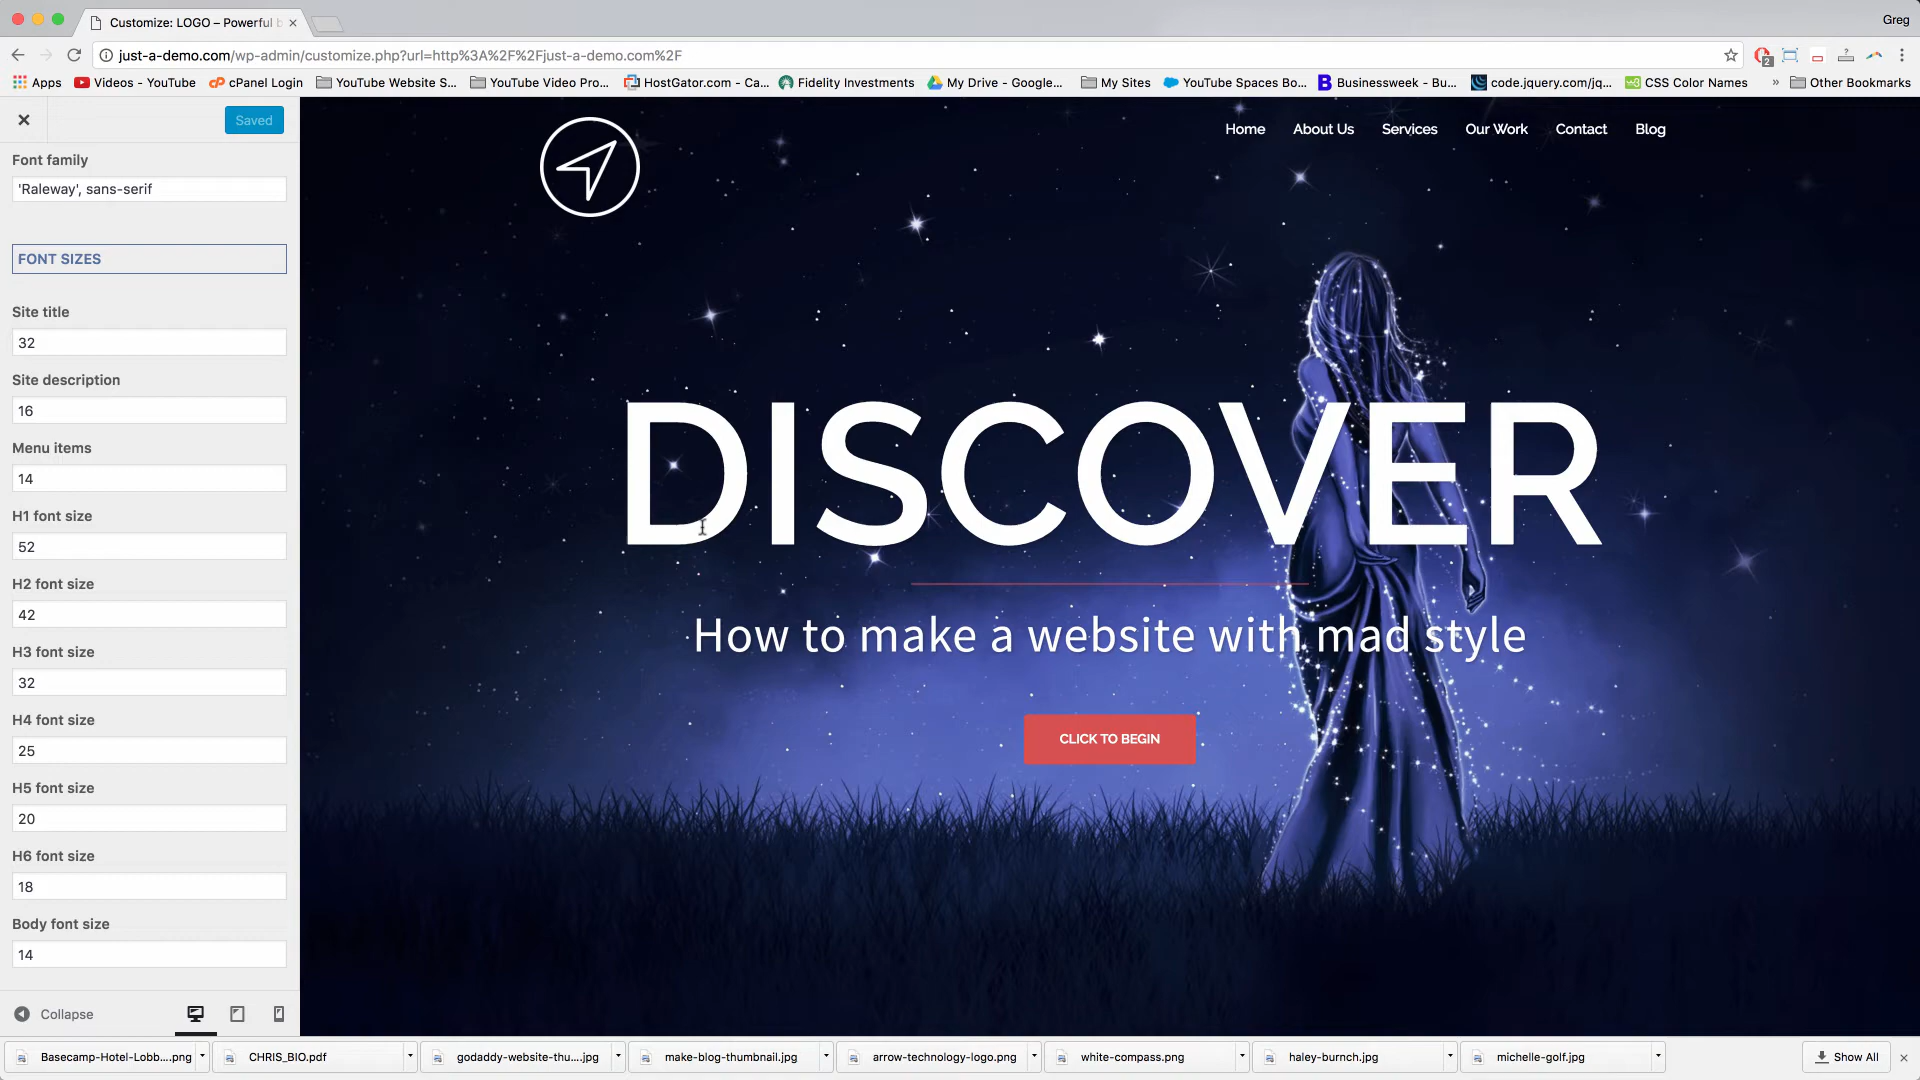 Customize: LOGO – Powerful b
Greg
just-a-demo.com/wp-admin/customize.php?url=http%3A%2F%2Fjust-a-demo.com%2F
2
Apps Videos - YouTube cPanel Login YouTube Website S... YouTube Video Pro... HostGator.com - Ca... Fidelity Investments My Drive - Google... My Sites YouTube Spaces Bo... Businessweek - Bu... code.jquery.com/jq... CSS Color Names » Other Bookmarks
Saved
Home About Us Services Our Work Contact Blog
Font family
'Raleway', sans-serif
FONT SIZES
Site title
32
Site description
16
Menu items
14
H1 font size
52
H2 font size
42
H3 font size
32
H4 font size
25
H5 font size
20
H6 font size
18
Body font size
14
Collapse
DISCOVER
How to make a website with mad style
CLICK TO BEGIN
Basecamp-Hotel-Lobb....png CHRIS_BIO.pdf godaddy-website-thu....jpg make-blog-thumbnail.jpg arrow-technology-logo.png white-compass.png haley-burnch.jpg michelle-golf.jpg Show All